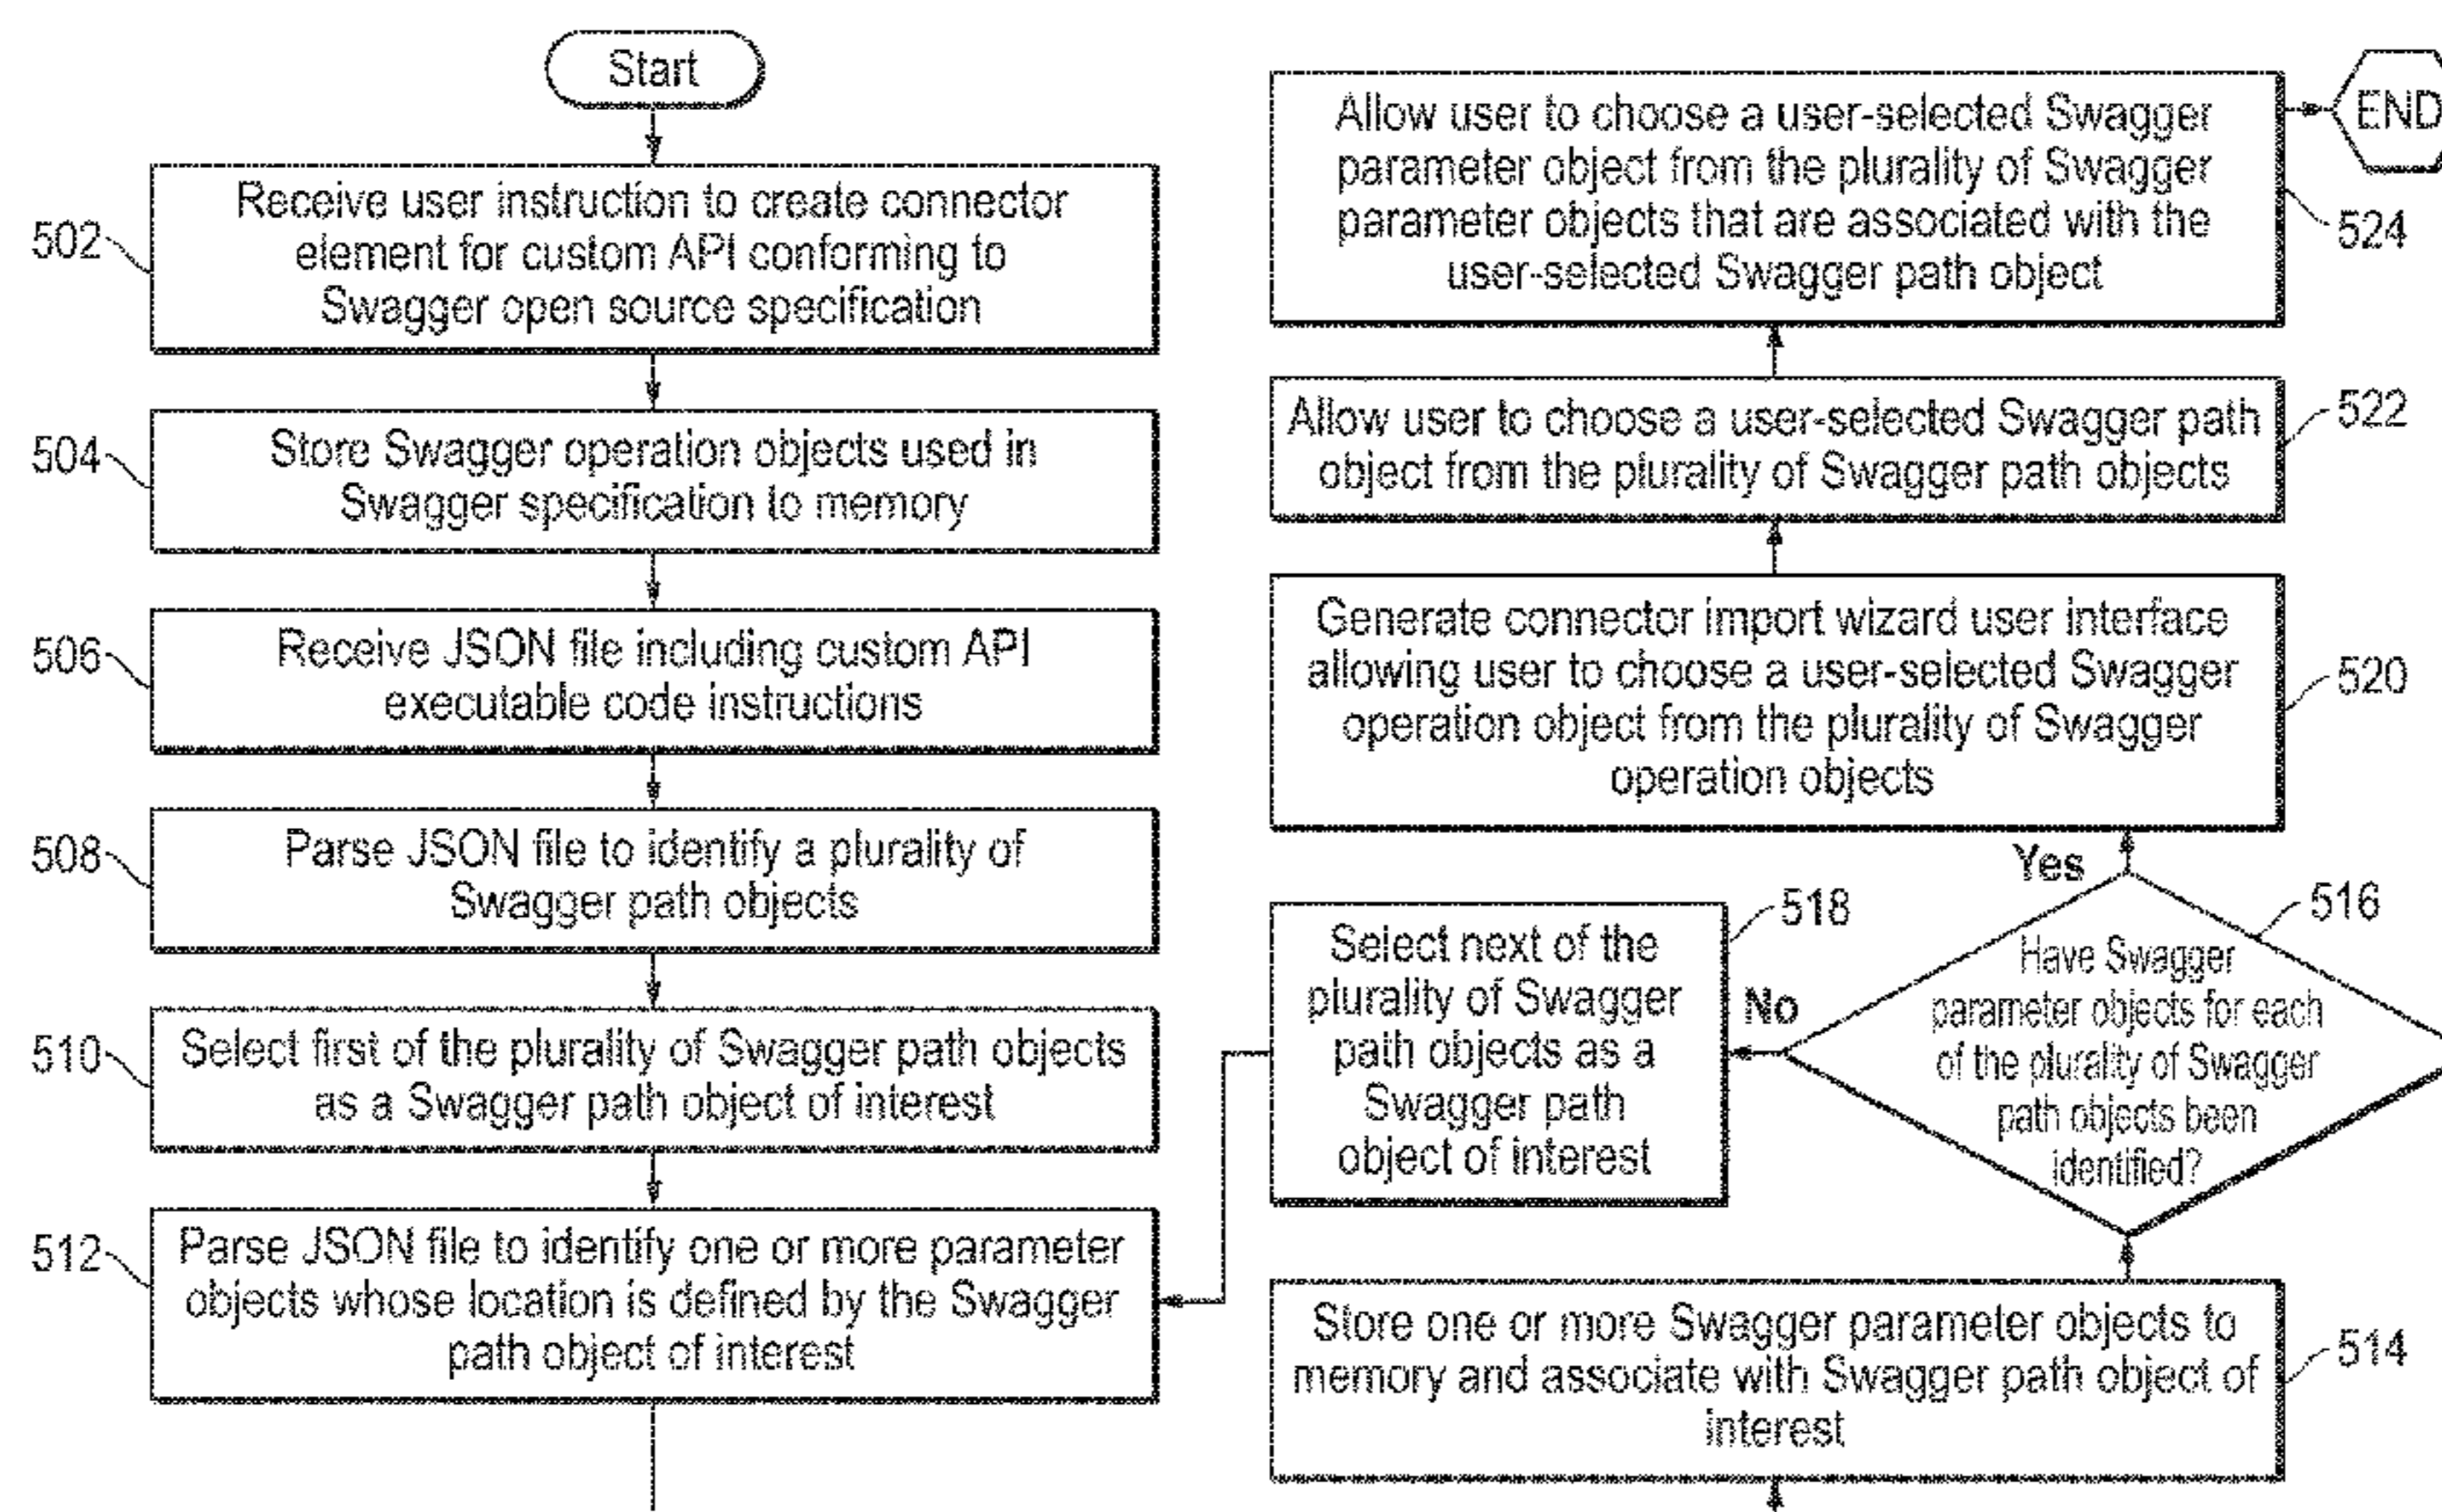 Start
502
Receive user instruction to create connector
element for custom API conforming to
Swagger open source specification
504
Store Swagger operation objects used in
Swagger specification to memory
506
Receive JSON file including custom API
executable code instructions
508
Parse JSON file to identify a plurality of
Swagger path objects
510
Select first of the plurality of Swagger path objects
as a Swagger path object of interest
512
Parse JSON file to identify one or more parameter
objects whose location is defined by the Swagger
path object of interest
Store one or more Swagger parameter objects to
memory and associate with Swagger path object of
interest
514
516
Have Swagger
parameter objects for each
of the plurality of Swagger
path objects been
identified?
No
518
Select next of the
plurality of Swagger
path objects as a
Swagger path
object of interest
Yes
Generate connector import wizard user interface
allowing user to choose a user-selected Swagger
operation object from the plurality of Swagger
operation objects
520
Allow user to choose a user-selected Swagger path
object from the plurality of Swagger path objects
522
Allow user to choose a user-selected Swagger
parameter object from the plurality of Swagger
parameter objects that are associated with the
user-selected Swagger path object
524
END